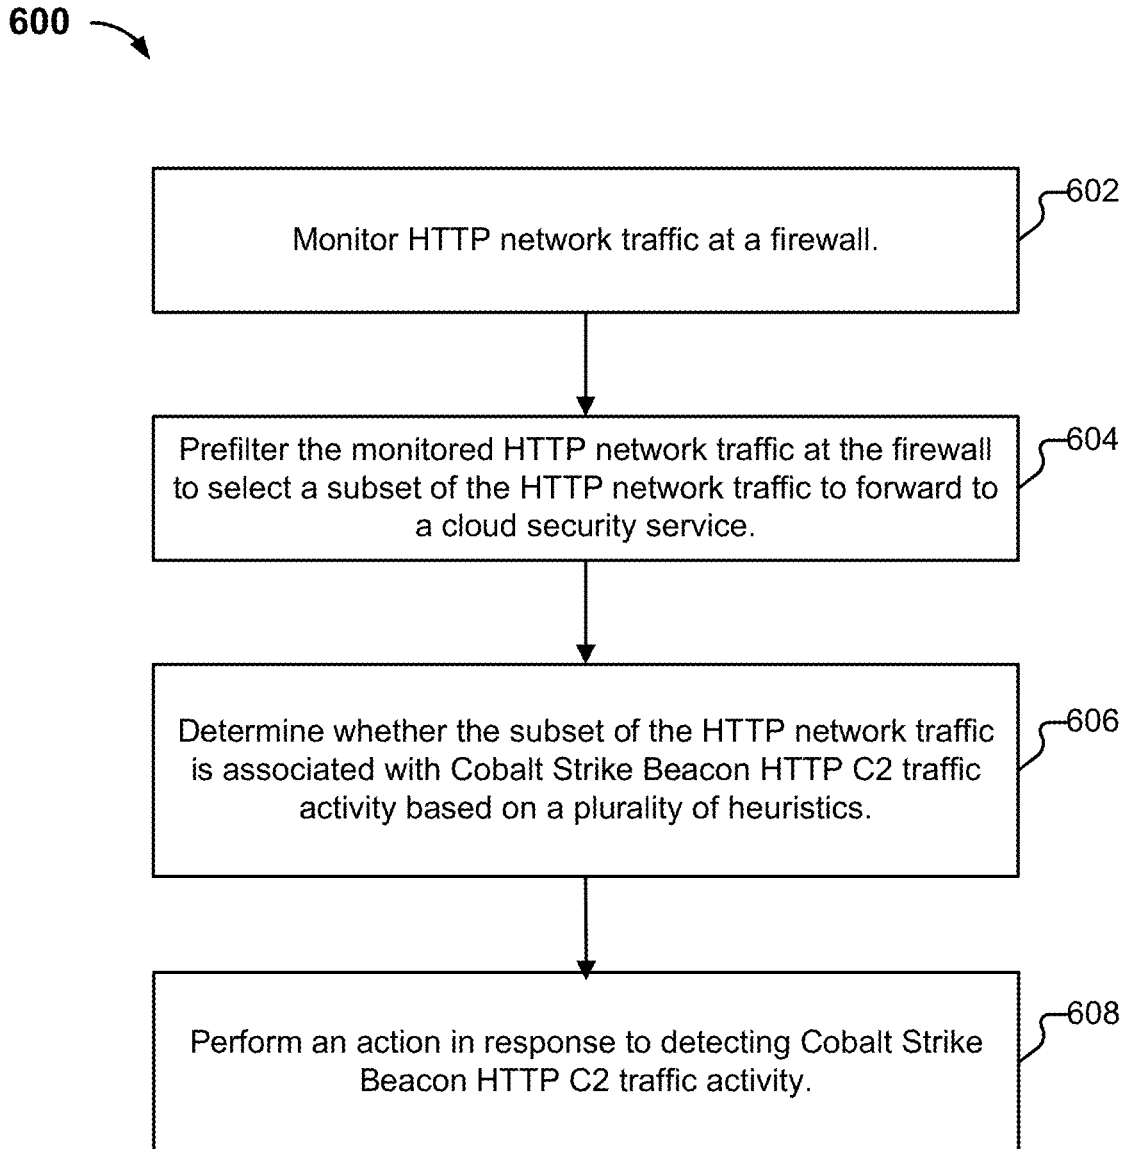 600
602
Monitor HTTP network traffic at a firewall.
604
Prefilter the monitored HTTP network traffic at the firewall
to select a subset of the HTTP network traffic to forward to
a cloud security service.
606
Determine whether the subset of the HTTP network traffic
is associated with Cobalt Strike Beacon HTTP C2 traffic
activity based on a plurality of heuristics.
608
Perform an action in response to detecting Cobalt Strike
Beacon HTTP C2 traffic activity.